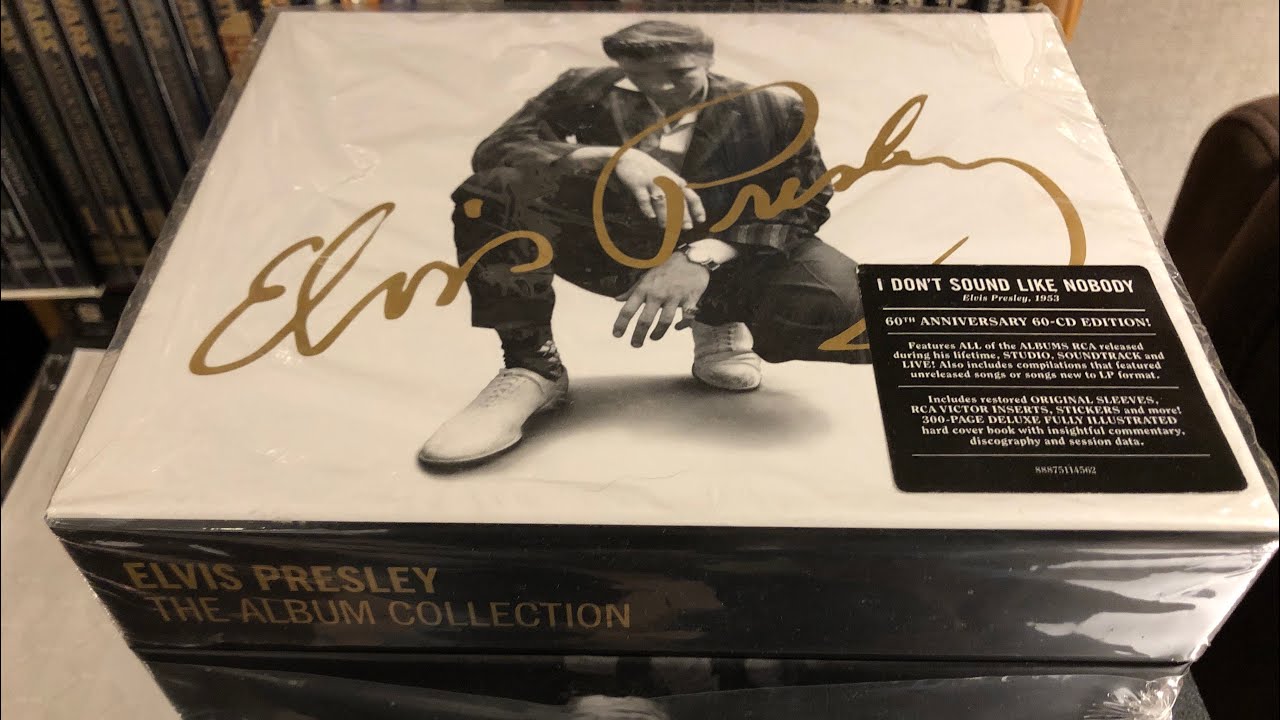 WARS
WARS
WARS
Elvis Presley
I DON'T SOUND LIKE NOBODY
Elvis Presley, 1953
60TH ANNIVERSARY 60-CD EDITION!
Features ALL of the ALBUMS RCA released
during his lifetime, STUDIO, SOUNDTRACK and
LIVE! Also includes compilations that featured
unreleased songs or songs new to LP format.
Includes restored ORIGINAL SLEEVES,
RCA VICTOR INSERTS, STICKERS and more!
300-PAGE DELUXE FULLY ILLUSTRATED
hard cover book with insightful commentary,
discography and session data.
88875114562
ELVIS PRESLEY
THE ALBUM COLLECTION